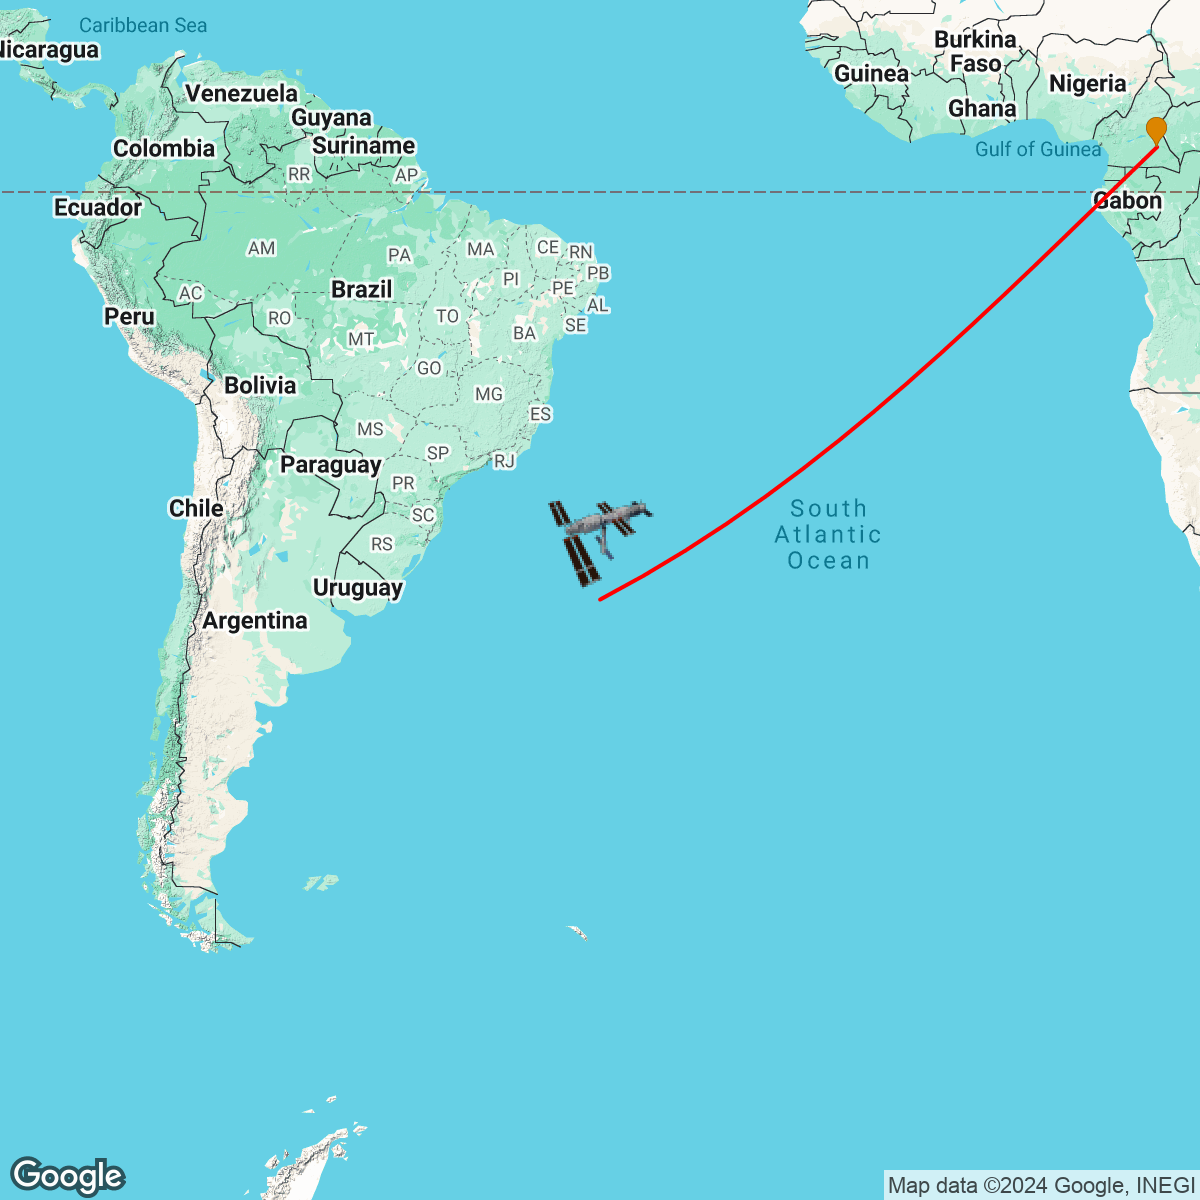 Caribbean Sea
Nicaragua
Venezuela
Guyana
Suriname
Colombia
RR
AP
Ecuador
AM
PA
MA
CE
RN
PI
PB
PE
AL
SE
Brazil
AC
RO
TO
BA
MT
Peru
GO
Bolivia
MG
ES
MS
SP
RJ
Paraguay
PR
SC
Chile
RS
Uruguay
Argentina
Burkina
Faso
Guinea
Ghana
Nigeria
Gulf of Guinea
Gabon
South
Atlantic
Ocean
Google
Map data ©2024 Google, INEGI